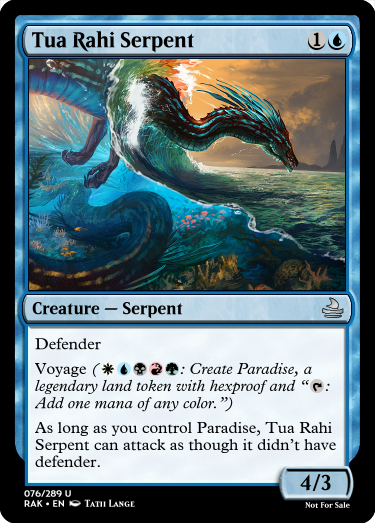 Tua Rahi Serpent 1
Creature — Serpent
Defender
Voyage (: Create Paradise, a
legendary land token with hexproof and “:
Add one mana of any color.”)
As long as you control Paradise, Tua Rahi
Serpent can attack as though it didn’t have
defender.
4/3
076/289 U
RAK • EN Tatii Lange
Not For Sale